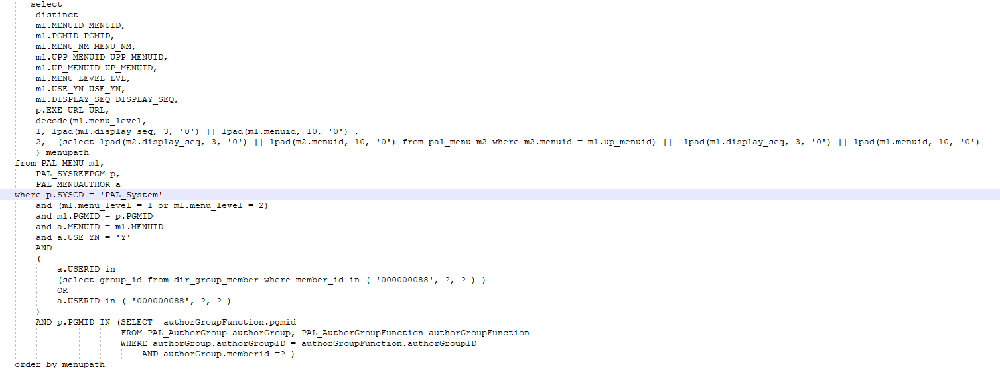 select
distinct
m1.MENUID MENUID,
m1.PGMID PGMID,
m1.MENU_NM MENU_NM,
m1.UPP_MENUID UPP_MENUID,
m1.UP_MENUID UP_MENUID,
m1.MENU_LEVEL LVL,
m1.USE_YN USE_YN,
m1.DISPLAY_SEQ DISPLAY_SEQ,
p.EXE_URL URL,
decode(m1.menu_level,
1, lpad(m1.display_seq, 3, '0') || lpad(m1.menuid, 10, '0') ,
2,  (select lpad(m2.display_seq, 3, '0') || lpad(m2.menuid, 10, '0') from pal_menu m2 where m2.menuid = m1.up_menuid) ||  lpad(m1.display_seq, 3, '0') || lpad(m1.menuid, 10, '0')
) menupath
from PAL_MENU m1,
PAL_SYSREFPGM p,
PAL_MENUAUTHOR a
where p.SYSCD = 'PAL_System'
and (m1.menu_level = 1 or m1.menu_level = 2)
and m1.PGMID = p.PGMID
and a.MENUID = m1.MENUID
and a.USE_YN = 'Y'
AND
(
a.USERID in
(select group_id from dir_group_member where member_id in ( '000000088', ?, ? ) )
OR
a.USERID in ( '000000088', ?, ? )
)
AND p.PGMID IN (SELECT  authorGroupFunction.pgmid
FROM PAL_AuthorGroup authorGroup, PAL_AuthorGroupFunction authorGroupFunction
WHERE authorGroup.authorGroupID = authorGroupFunction.authorGroupID
AND authorGroup.memberid =? )
order by menupath